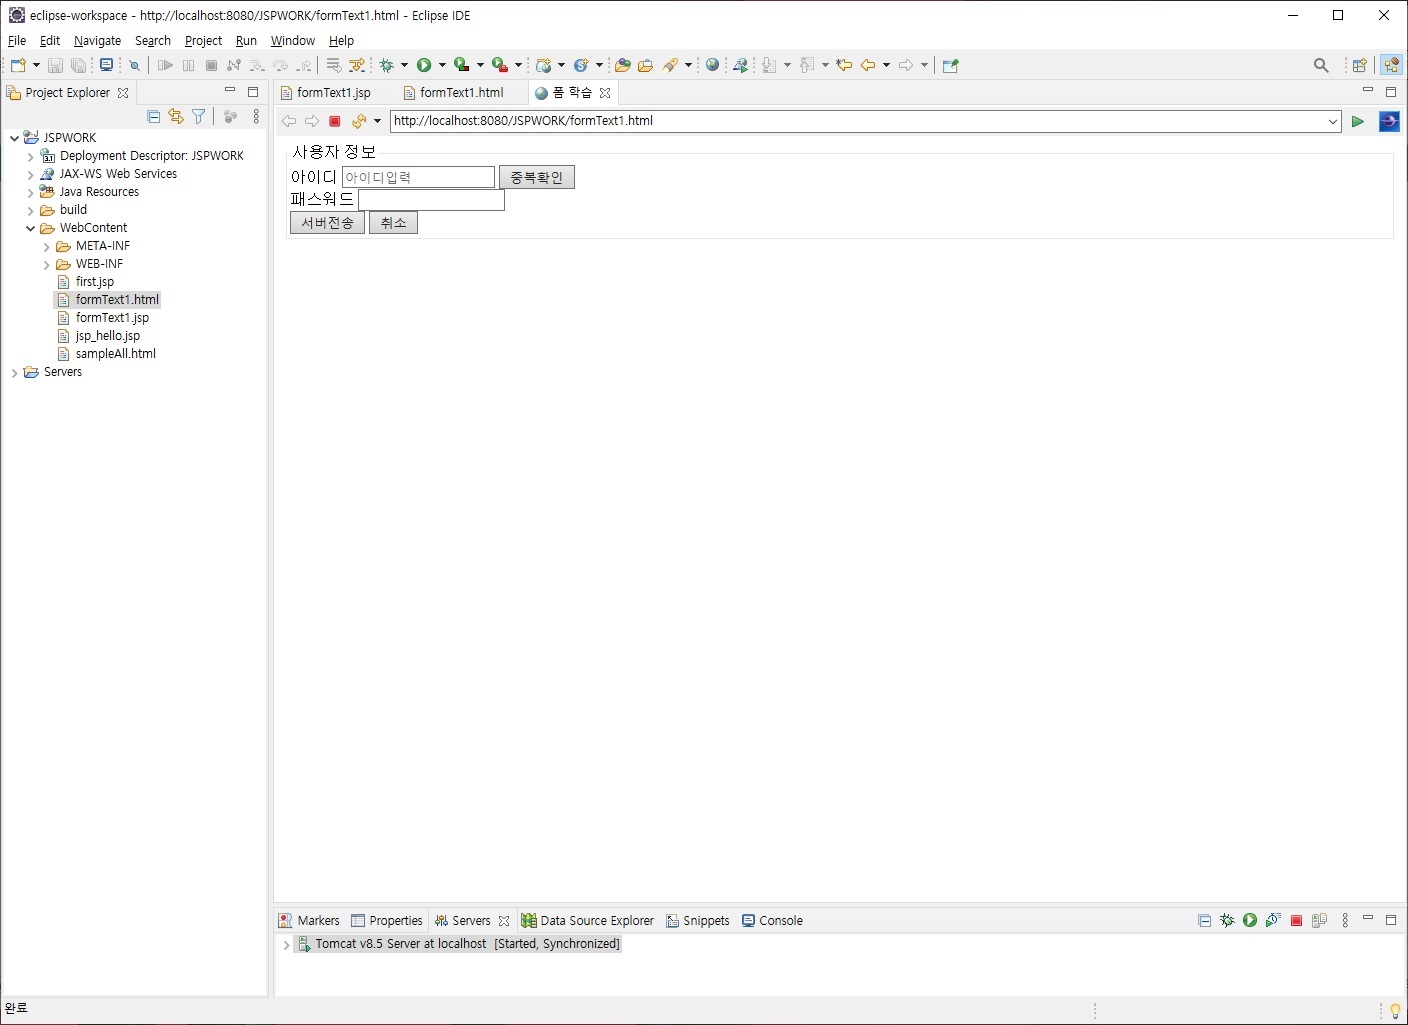 eclipse-workspace - http://localhost:8080/JSPWORK/formText1.html - Eclipse IDE
File Edit Navigate Search Project Run Window Help
Project Explorer
formText1.jsp formText1.html 폼 학습
http://localhost:8080/JSPWORK/formText1.html
JSPWORK
Deployment Descriptor: JSPWORK
JAX-WS Web Services
Java Resources
build
WebContent
META-INF
WEB-INF
first.jsp
formText1.html
formText1.jsp
jsp_hello.jsp
sampleAll.html
Servers
사용자 정보
아이디 아이디입력 중복확인
패스워드
서버전송 취소
Markers Properties Servers Data Source Explorer Snippets Console
Tomcat v8.5 Server at localhost [Started, Synchronized]
완료